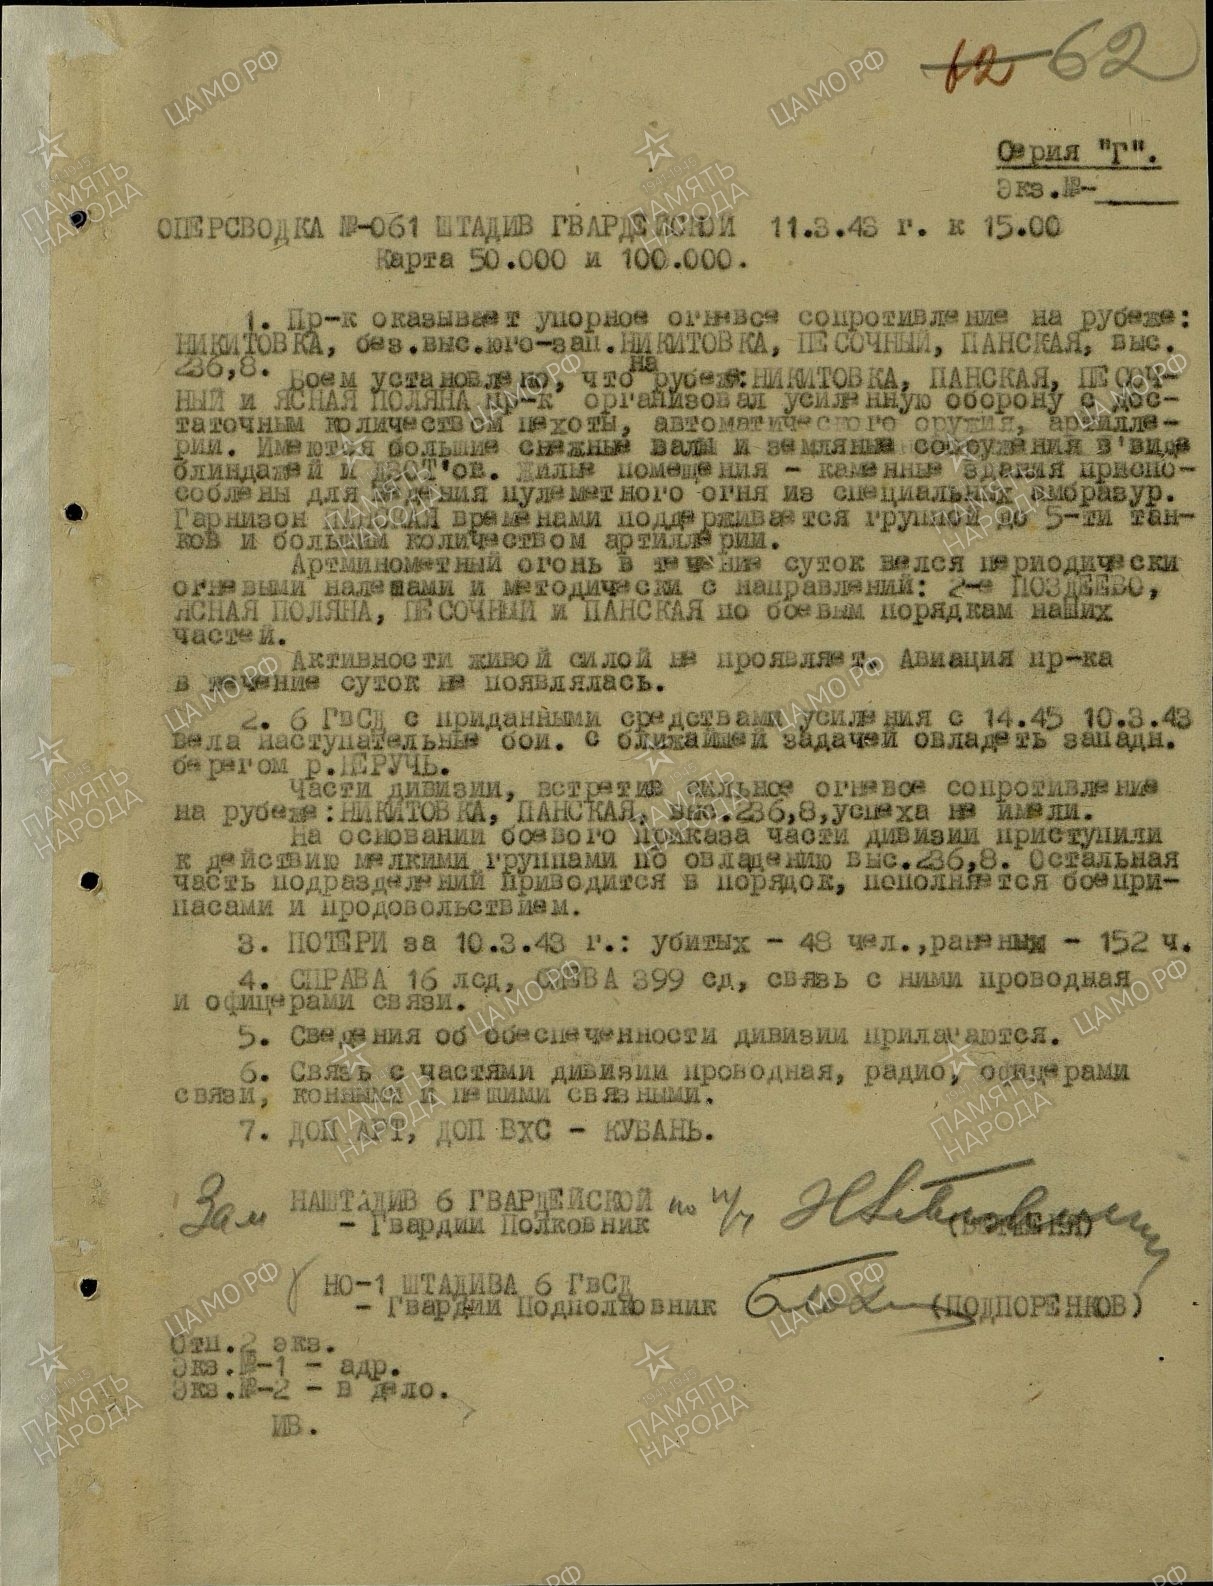 62 62
Серия "Г".
Экз.№-
ОПЕРСВОДКА №-061 ШТАДИВ ГВАРДЕЙСКОЙ 11.3.43 г. к 15.00
Карта 50.000 и 100.000.
1. Пр-к оказывает упорное огневое сопротивление на рубеже:
НИКИТОВКА, без.выс.юго-зап.НИКИТОВКА, ПЕСОЧНЫЙ, ПАНСКАЯ, выс.
236,8.
Боем установлено, что на рубеже:НИКИТОВКА, ПАНСКАЯ, ПЕСОЧ-
НЫЙ и ЯСНАЯ ПОЛЯНА пр-к организовал усиленную оборону с дос-
таточным количеством пехоты, автоматического оружия, артилле-
рии. Имеются большие снежные валы и земляные сооружения в виде
блиндажей и ДЗОТ'ов. Жилые помещения - каменные здания приспо-
соблены для ведения пулеметного огня из специальных амбразур.
Гарнизон ПАНСКАЯ временами поддерживается группой до 5-ти тан-
ков и большим количеством артиллерии.
Артминометный огонь в течение суток велся периодически
огневыми налетами и методически с направлений: 2-е ПОЗДЕЕВО,
ЯСНАЯ ПОЛЯНА, ПЕСОЧНЫЙ и ПАНСКАЯ по боевым порядкам наших
частей.
Активности живой силой не проявляет. Авиация пр-ка
в течение суток не появлялась.
2. 6 ГвСД с приданными средствами усиления с 14.45 10.3.43
вела наступательные бои. с ближайшей задачей овладеть западн.
берегом р.НЕРУЧЬ.
Части дивизии, встретив сильное огневое сопротивление
на рубеже:НИКИТОВКА, ПАНСКАЯ, выс.236,8,успеха не имели.
На основании боевого приказа части дивизии приступили
к действию мелкими группами по овладению выс.236,8. Остальная
часть подразделений приводится в порядок, пополняется боепри-
пасами и продовольствием.
3. ПОТЕРИ за 10.3.43 г.: убитых - 48 чел.,раненых - 152 ч.
4. СПРАВА 16 лсд, СЛЕВА 399 сд, связь с ними проводная
и офицерами связи.
5. Сведения об обеспеченности дивизии прилагаются.
6. Связь с частями дивизии проводная, радио, офицерами
связи, конными и пешими связными.
7. ДОП АРТ, ДОП ВХС - КУБАНЬ.
Зам НАШТАДИВ 6 ГВАРДЕЙСКОЙ по
- Гвардии Полковник
НО-1 ШТАДИВА 6 ГвСД
- Гвардии Подполковник (ПОДПОРЕНКОВ)
Отп.2 экз.
Экз.№-1 - адр.
Экз.№-2 - в дело.
ИВ.